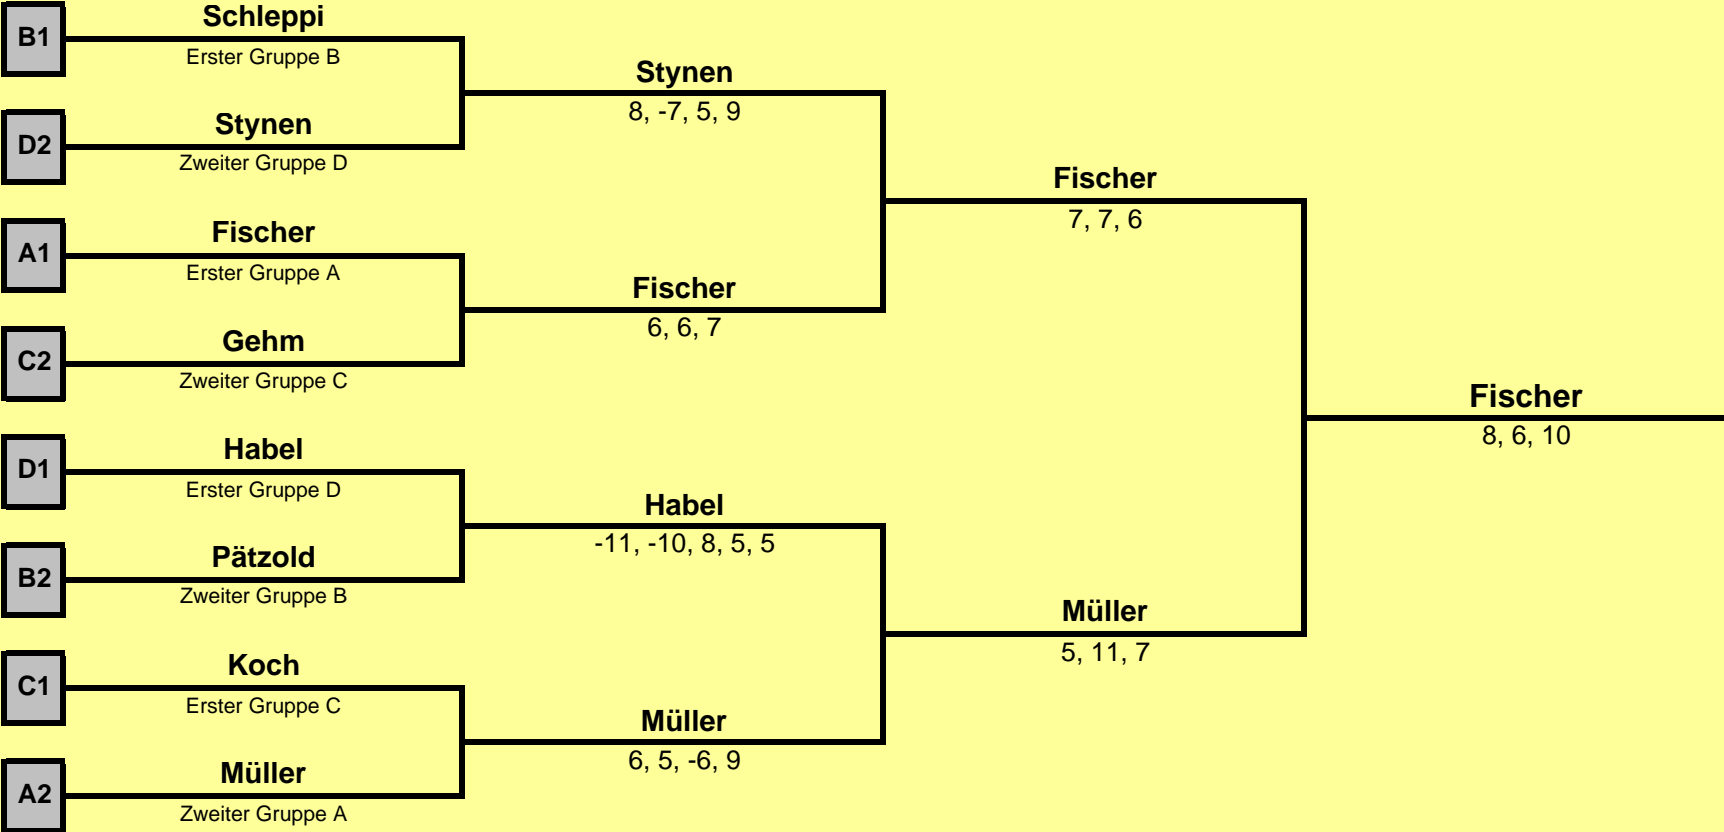 B1
Schleppi
Erster Gruppe B
Stynen
8, -7, 5, 9
D2
Stynen
Zweiter Gruppe D
Fischer
7, 7, 6
A1
Fischer
Erster Gruppe A
Fischer
6, 6, 7
C2
Gehm
Zweiter Gruppe C
Fischer
8, 6, 10
D1
Habel
Erster Gruppe D
Habel
-11, -10, 8, 5, 5
B2
Pätzold
Zweiter Gruppe B
Müller
5, 11, 7
C1
Koch
Erster Gruppe C
Müller
6, 5, -6, 9
A2
Müller
Zweiter Gruppe A